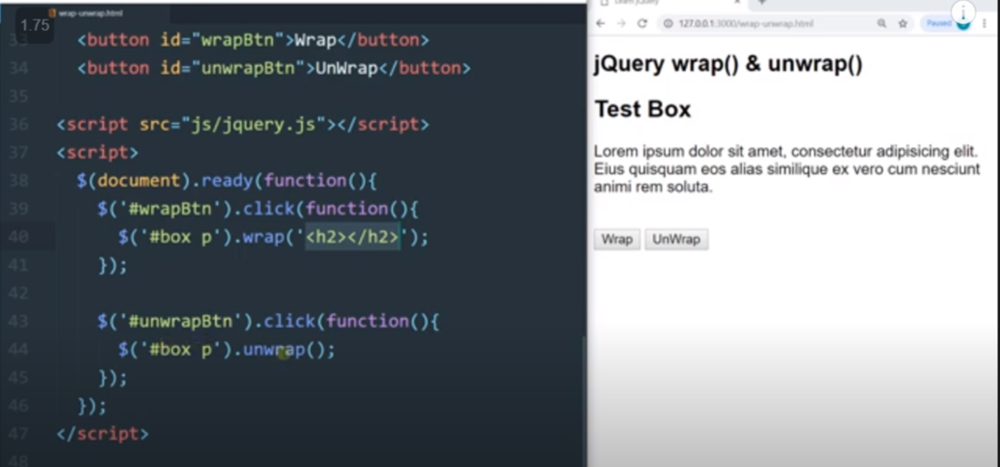 1.75
wrap-unwrap.html
33 <button id="wrapBtn">Wrap</button>
34 <button id="unwrapBtn">UnWrap</button>
35
36 <script src="js/jquery.js"></script>
37 <script>
38 $(document).ready(function(){
39 $('#wrapBtn').click(function(){
40 $('#box p').wrap('<h2></h2>');
41 });
42
43 $('#unwrapBtn').click(function(){
44 $('#box p').unwrap();
45 });
46 });
47 </script>
48
Learn jQuery
127.0.0.1:3000/wrap-unwrap.html
Paused
jQuery wrap() & unwrap()
Test Box
Lorem ipsum dolor sit amet, consectetur adipisicing elit.
Eius quisquam eos alias similique ex vero cum nesciunt
animi rem soluta.
Wrap UnWrap